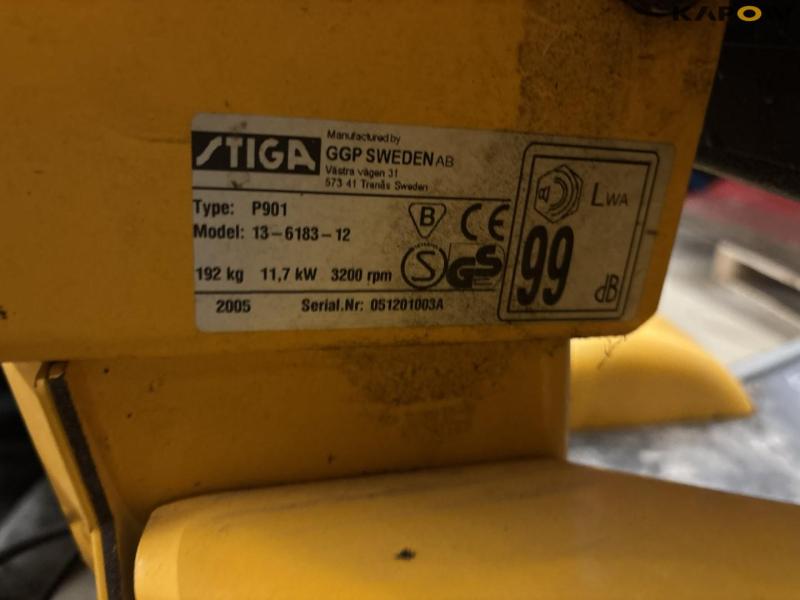 KAPOW
STIGA
Manufactured by
GGP SWEDEN AB
Västra vägen 31
573 41 Tranås Sweden
Type: P901
Model: 13-6183-12
B CE
192 kg 11,7 kW 3200 rpm
S GS
2005 Serial.Nr: 051201003A
LWA
99
dB